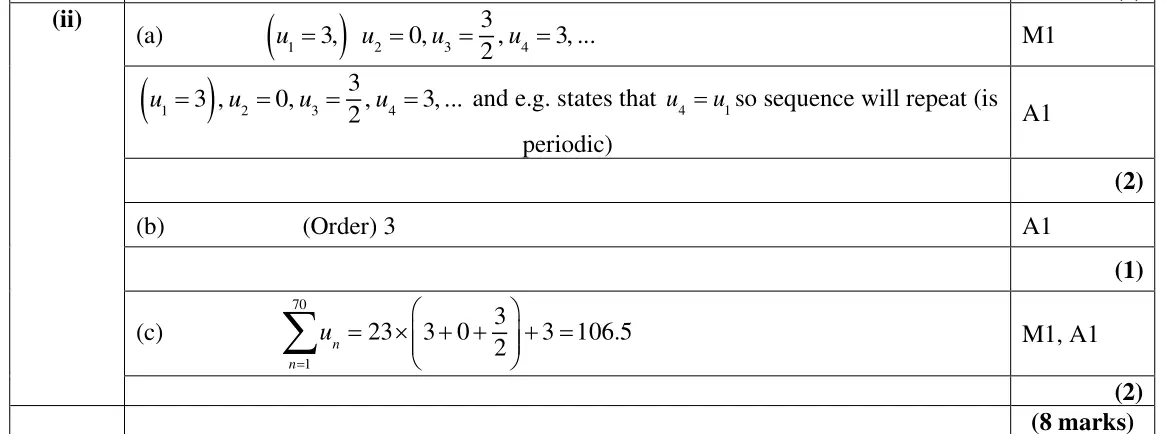 (ii)
(a) (u₁ = 3,) u₂ = 0, u₃ = 3/2, u₄ = 3, ... M1
(u₁ = 3), u₂ = 0, u₃ = 3/2, u₄ = 3, ... and e.g. states that u₄ = u₁ so sequence will repeat (is
periodic) A1
(2)
(b) (Order) 3 A1
(1)
(c) ∑_{n=1}^{70} uₙ = 23 × (3 + 0 + 3/2) + 3 = 106.5 M1, A1
(2)
(8 marks)